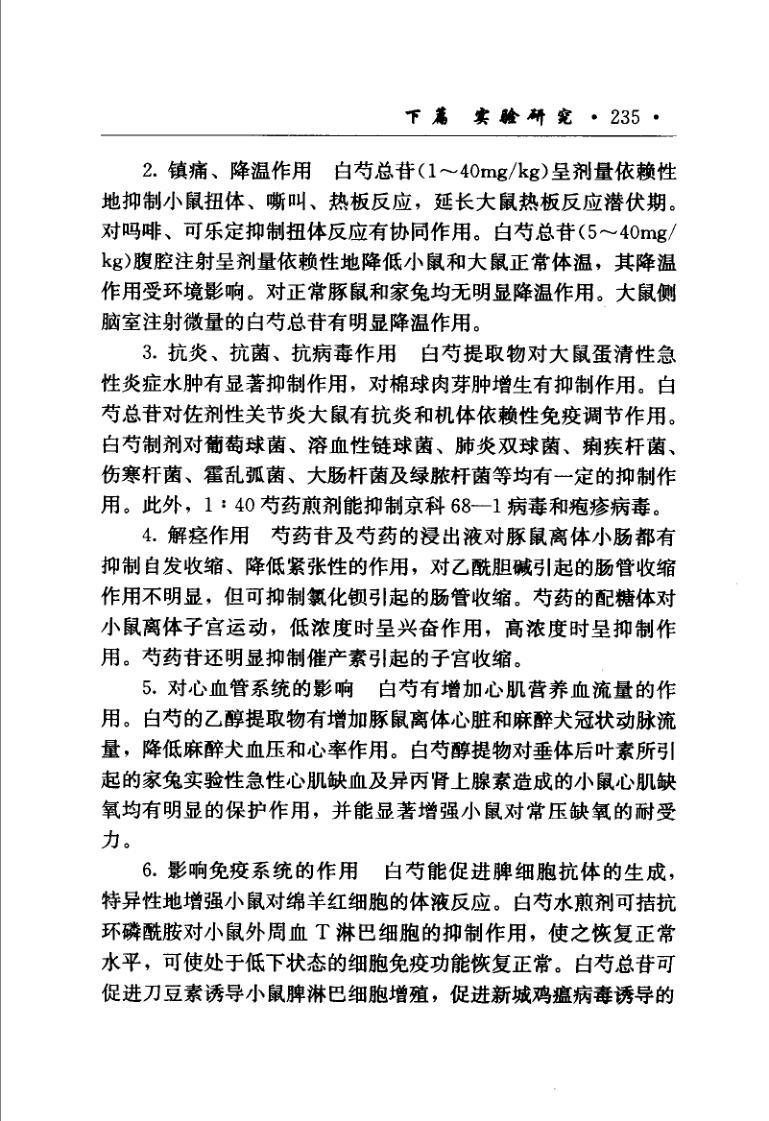 下篇 实验研究 · 235 ·
2. 镇痛、降温作用　白芍总苷(1～40mg/kg)呈剂量依赖性
地抑制小鼠扭体、嘶叫、热板反应，延长大鼠热板反应潜伏期。
对吗啡、可乐定抑制扭体反应有协同作用。白芍总苷(5～40mg/
kg)腹腔注射呈剂量依赖性地降低小鼠和大鼠正常体温，其降温
作用受环境影响。对正常豚鼠和家兔均无明显降温作用。大鼠侧
脑室注射微量的白芍总苷有明显降温作用。
3. 抗炎、抗菌、抗病毒作用　白芍提取物对大鼠蛋清性急
性炎症水肿有显著抑制作用，对棉球肉芽肿增生有抑制作用。白
芍总苷对佐剂性关节炎大鼠有抗炎和机体依赖性免疫调节作用。
白芍制剂对葡萄球菌、溶血性链球菌、肺炎双球菌、痢疾杆菌、
伤寒杆菌、霍乱弧菌、大肠杆菌及绿脓杆菌等均有一定的抑制作
用。此外，1∶40芍药煎剂能抑制京科68—1病毒和疱疹病毒。
4. 解痉作用　芍药苷及芍药的浸出液对豚鼠离体小肠都有
抑制自发收缩、降低紧张性的作用，对乙酰胆碱引起的肠管收缩
作用不明显，但可抑制氯化钡引起的肠管收缩。芍药的配糖体对
小鼠离体子宫运动，低浓度时呈兴奋作用，高浓度时呈抑制作
用。芍药苷还明显抑制催产素引起的子宫收缩。
5. 对心血管系统的影响　白芍有增加心肌营养血流量的作
用。白芍的乙醇提取物有增加豚鼠离体心脏和麻醉犬冠状动脉流
量，降低麻醉犬血压和心率作用。白芍醇提物对垂体后叶素所引
起的家兔实验性急性心肌缺血及异丙肾上腺素造成的小鼠心肌缺
氧均有明显的保护作用，并能显著增强小鼠对常压缺氧的耐受
力。
6. 影响免疫系统的作用　白芍能促进脾细胞抗体的生成，
特异性地增强小鼠对绵羊红细胞的体液反应。白芍水煎剂可拮抗
环磷酰胺对小鼠外周血T淋巴细胞的抑制作用，使之恢复正常
水平，可使处于低下状态的细胞免疫功能恢复正常。白芍总苷可
促进刀豆素诱导小鼠脾淋巴细胞增殖，促进新城鸡瘟病毒诱导的